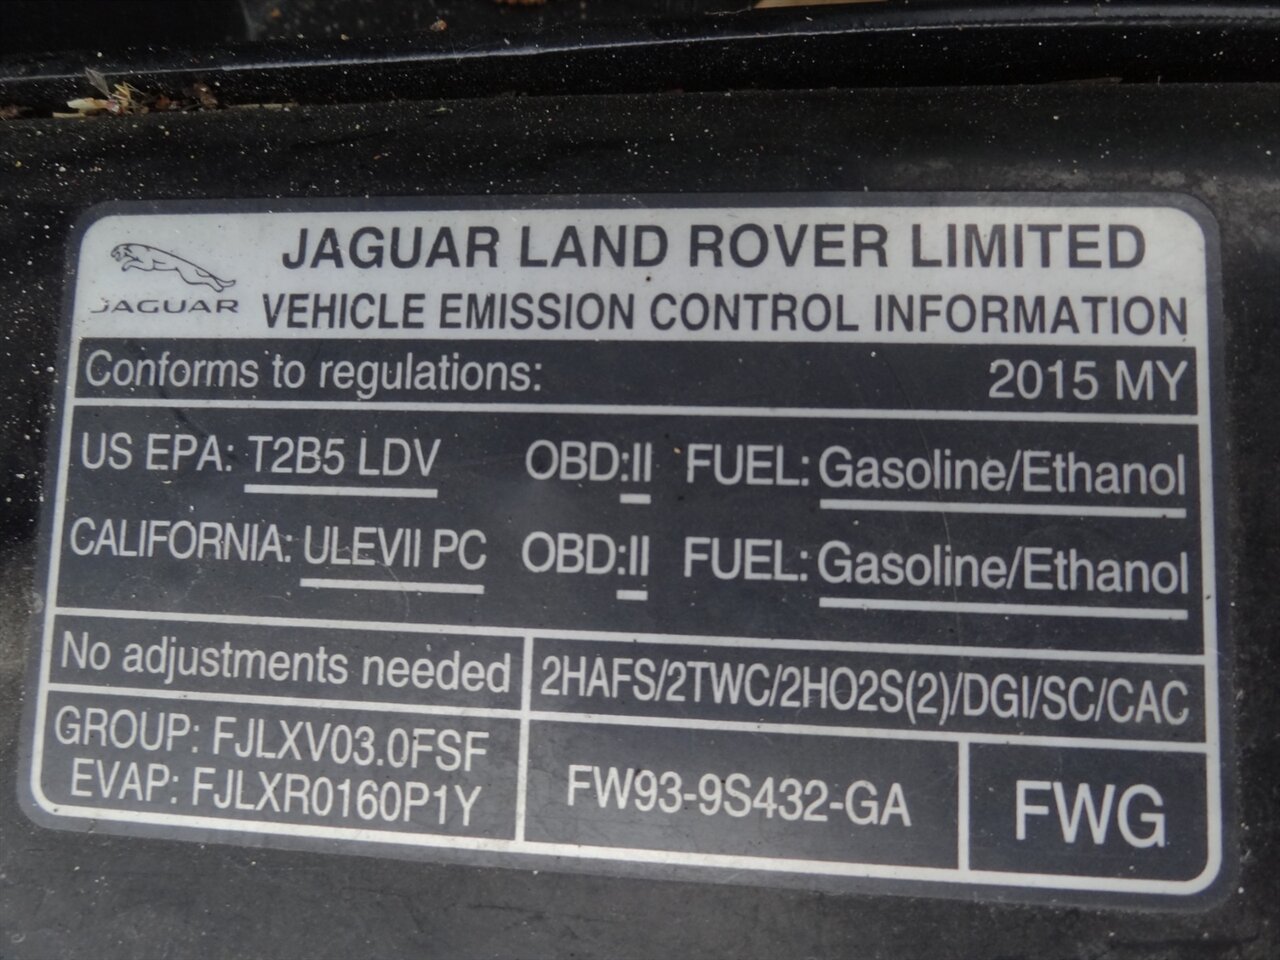 JAGUAR LAND ROVER LIMITED
JAGUAR
VEHICLE EMISSION CONTROL INFORMATION
Conforms to regulations: 2015 MY
US EPA: T2B5 LDV OBD:II FUEL: Gasoline/Ethanol
CALIFORNIA: ULEVII PC OBD:II FUEL: Gasoline/Ethanol
No adjustments needed 2HAFS/2TWC/2HO2S(2)/DGI/SC/CAC
GROUP: FJLXV03.0FSF
EVAP: FJLXR0160P1Y
FW93-9S432-GA
FWG